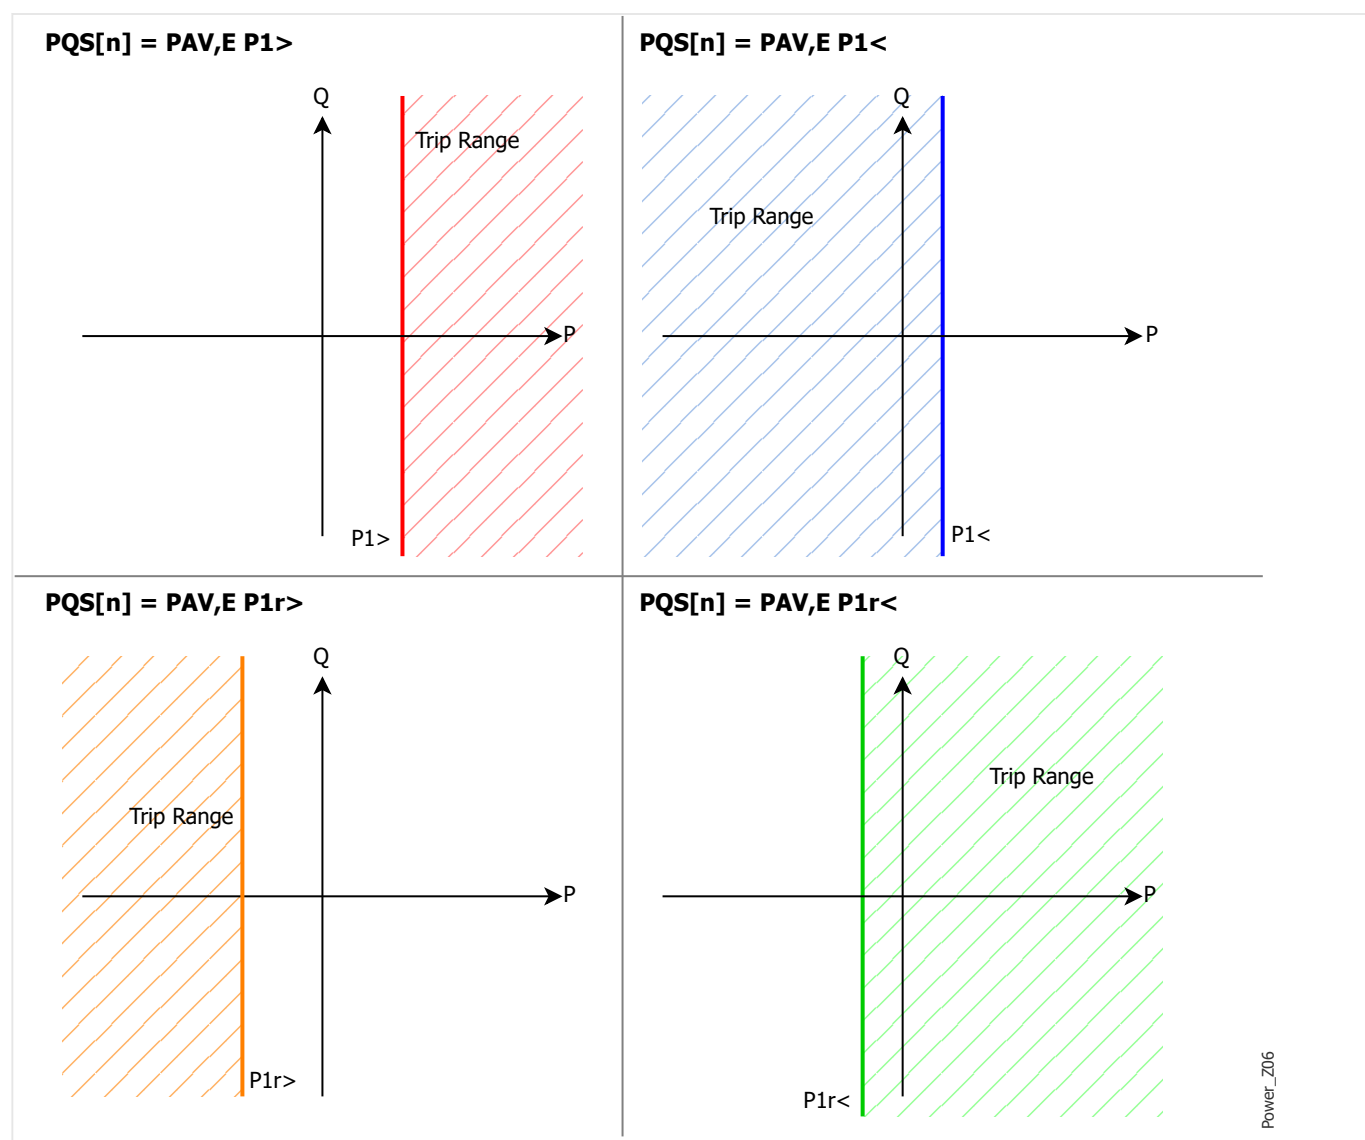 PQS[n] = PAV,E P1>
Q
Trip Range
P
P1>
PQS[n] = PAV,E P1<
Q
Trip Range
P
P1<
PQS[n] = PAV,E P1r>
Q
Trip Range
P
P1r>
PQS[n] = PAV,E P1r<
Q
Trip Range
P
P1r<
Power_Z06